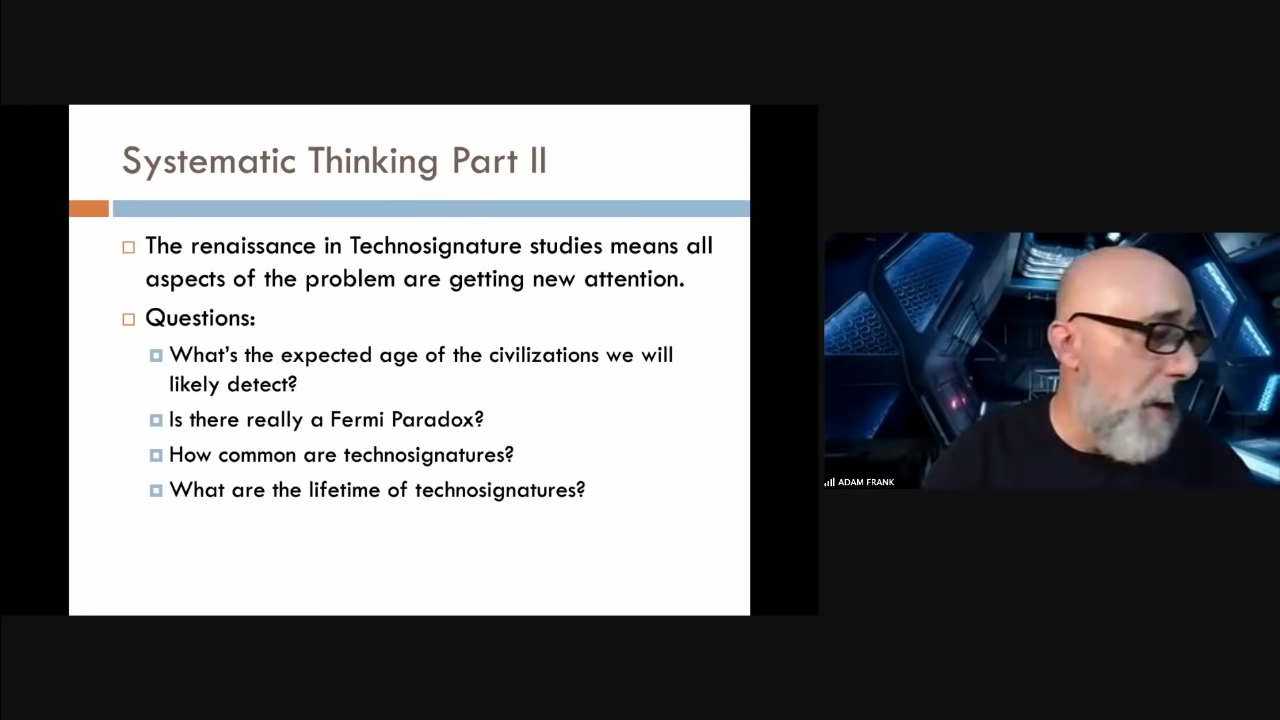 Systematic Thinking Part II
The renaissance in Technosignature studies means all
aspects of the problem are getting new attention.
Questions:
What's the expected age of the civilizations we will
likely detect?
Is there really a Fermi Paradox?
How common are technosignatures?
What are the lifetime of technosignatures?
ADAM FRANK